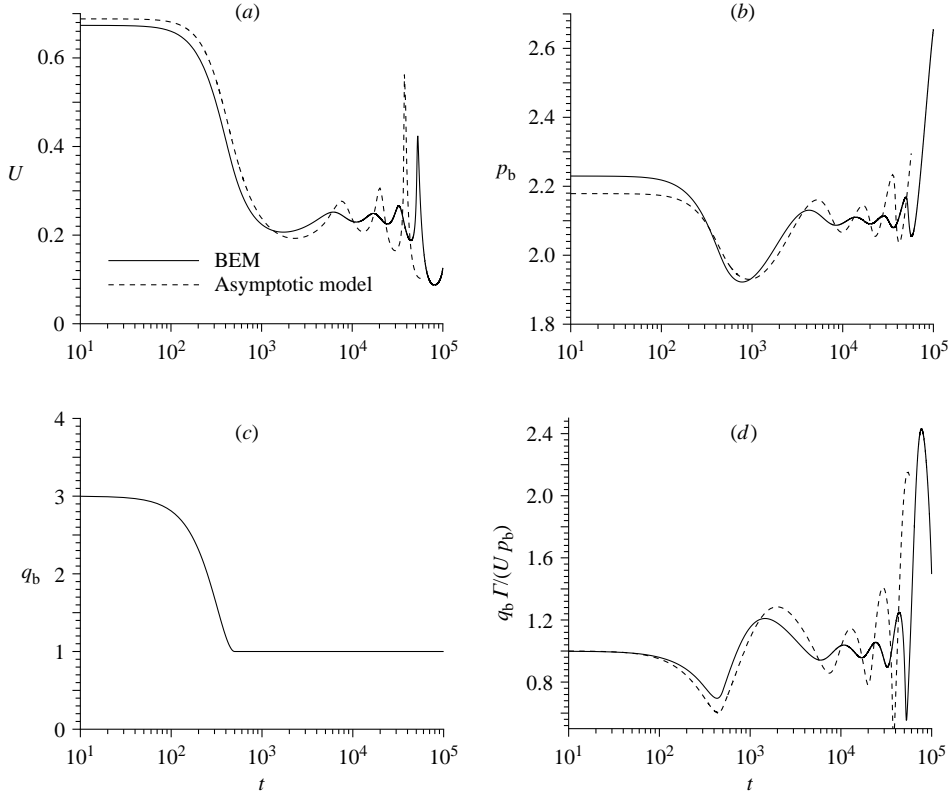 (a)
0.6
0.4
U
0.2
0
BEM
Asymptotic model
10^1 10^2 10^3 10^4 10^5
(b)
2.6
2.4
p_b
2.2
2.0
1.8
10^1 10^2 10^3 10^4 10^5
(c)
4
3
q_b
2
1
0
10^1 10^2 10^3 10^4 10^5
t
(d)
2.4
2.0
q_b Γ/(U p_b)
1.6
1.2
0.8
10^1 10^2 10^3 10^4 10^5
t